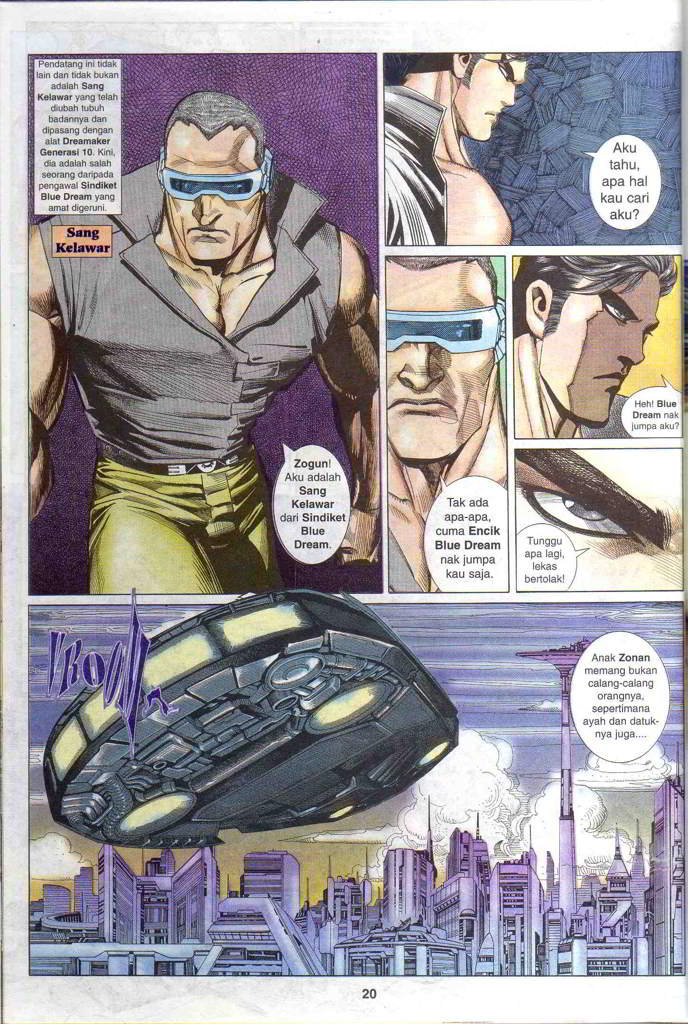 Pendatang ini tidak
lain dan tidak bukan
adalah Sang
Kelawar yang telah
diubah tubuh
badannya dan
dipasang dengan
alat Dreamaker
Generasi 10. Kini,
dia adalah salah
seorang daripada
pengawal Sindiket
Blue Dream yang
amat digeruni.
Sang
Kelawar
Zogun!
Aku adalah
Sang
Kelawar
dari Sindiket
Blue
Dream.
Aku
tahu,
apa hal
kau cari
aku?
Tak ada
apa-apa,
cuma Encik
Blue Dream
nak jumpa
kau saja.
Heh! Blue
Dream nak
jumpa aku?
Tunggu
apa lagi,
lekas
bertolak!
VROOM
Anak Zonan
memang bukan
calang-calang
orangnya,
sepertimana
ayah dan datuk-
nya juga....
20